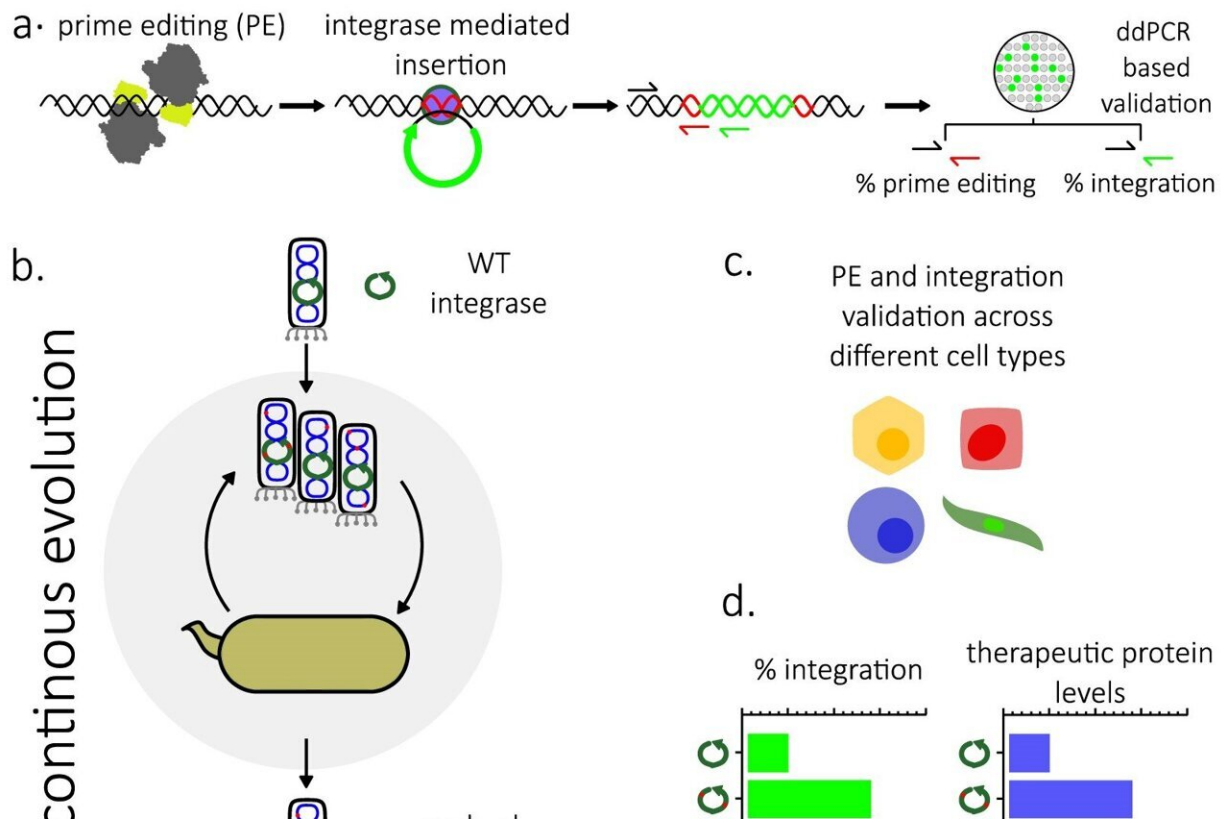 a.
prime editing (PE)
integrase mediated
insertion
ddPCR
based
validation
% prime editing
% integration
b.
WT
integrase
continous evolution
c.
PE and integration
validation across
different cell types
d.
% integration
therapeutic protein
levels